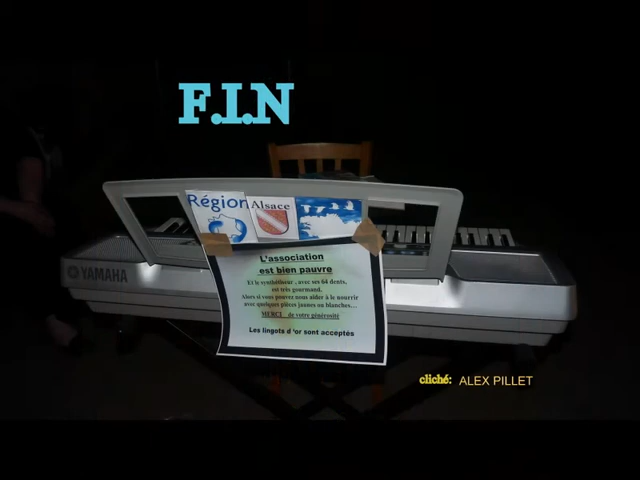 F.I.N
Région Alsace
YAMAHA
L'association
est bien pauvre
Et le synthétiseur , avec ses 64 dents,
est très gourmand.
Alors si vous pouvez nous aider à le nourrir
avec quelques pièces jaunes ou blanches...
MERCI de votre générosité
Les lingots d 'or sont acceptés
cliché: ALEX PILLET